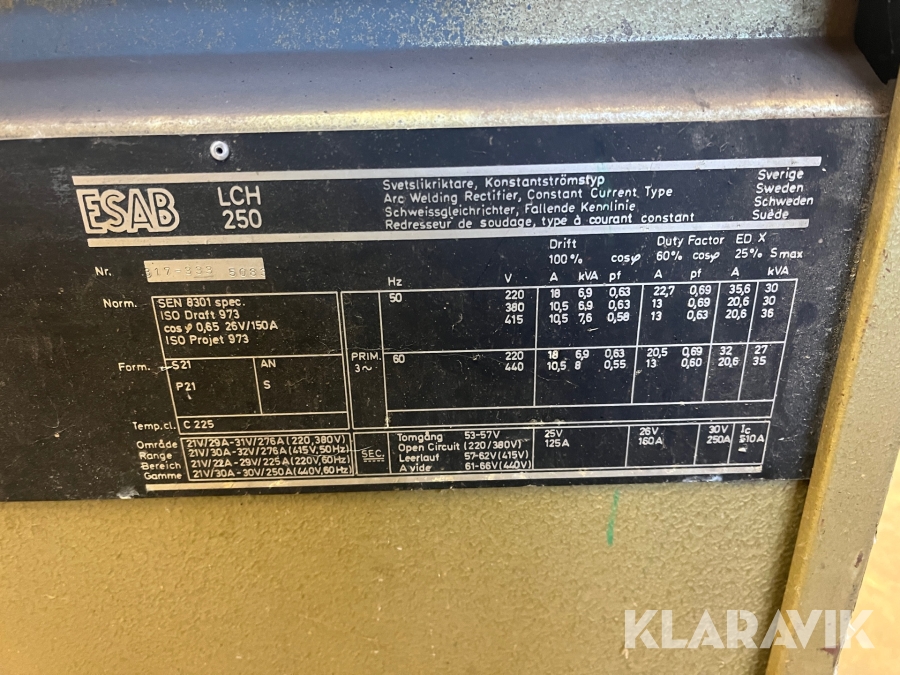 ESAB LCH 250
Svetslikriktare, Konstantströmstyp Sverige
Arc Welding Rectifier, Constant Current Type Sweden
Schweissgleichrichter, Fallende Kennlinie Schweden
Redresseur de soudage, type à courant constant Suède
Drift Duty Factor ED X
100% cosφ 60% cosφ 25% Smax
Nr. Hz V A kVA pf A pf A kVA
Norm. SEN 8301 spec. 50 220 18 6,9 0,63 22,7 0,69 35,6 30
ISO Draft 973 380 10,5 6,9 0,63 13 0,69 20,6 30
cos φ 0,65 26V/150A 415 10,5 7,6 0,58 13 0,63 20,6 36
ISO Projet 973
PRIM. 3~ 60 220 18 6,9 0,63 20,5 0,69 32 27
Form. S21 AN 440 10,5 8 0,55 13 0,60 20,6 35
P21 S
Temp.cl. C 225
Område 21V/29A-31V/276A (220,380V) Tomgång 53-57V 25V 26V 30V Ic
Range 21V/30A-32V/276A (415V,50Hz) SEC. Open Circuit (220/380V) 125A 160A 250A 510A
Bereich 21V/22A-29V/225A (220V,60Hz) Leerlauf 57-62V (415V)
Gamme 21V/30A-30V/250A (440V,60Hz) A vide 61-66V (440V)
KLARAVIK